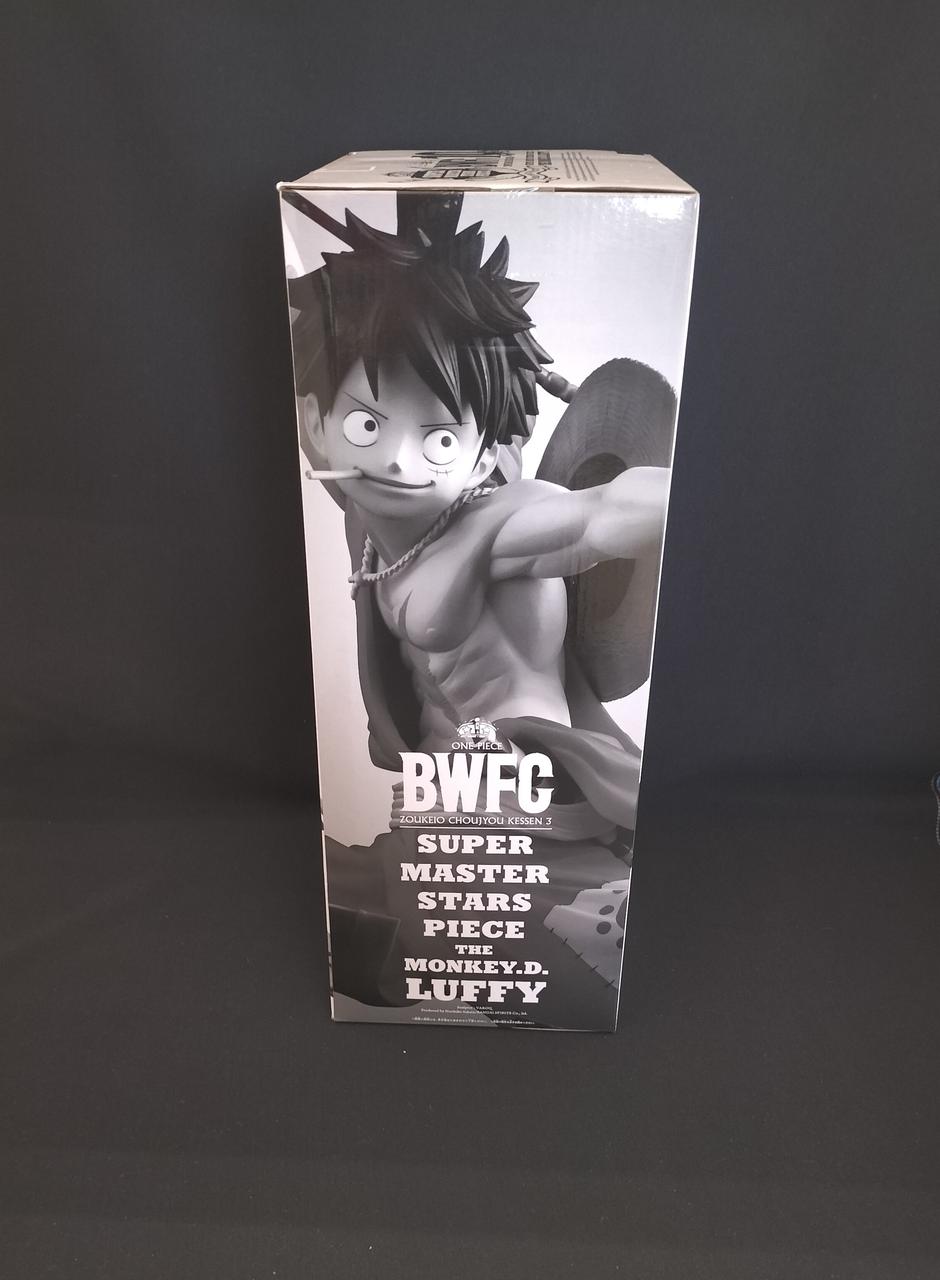 ONE PIECE
BWFC
ZOUKEIO CHOUJYOU KESSEN 3
SUPER
MASTER
STARS
PIECE
THE
MONKEY.D.
LUFFY